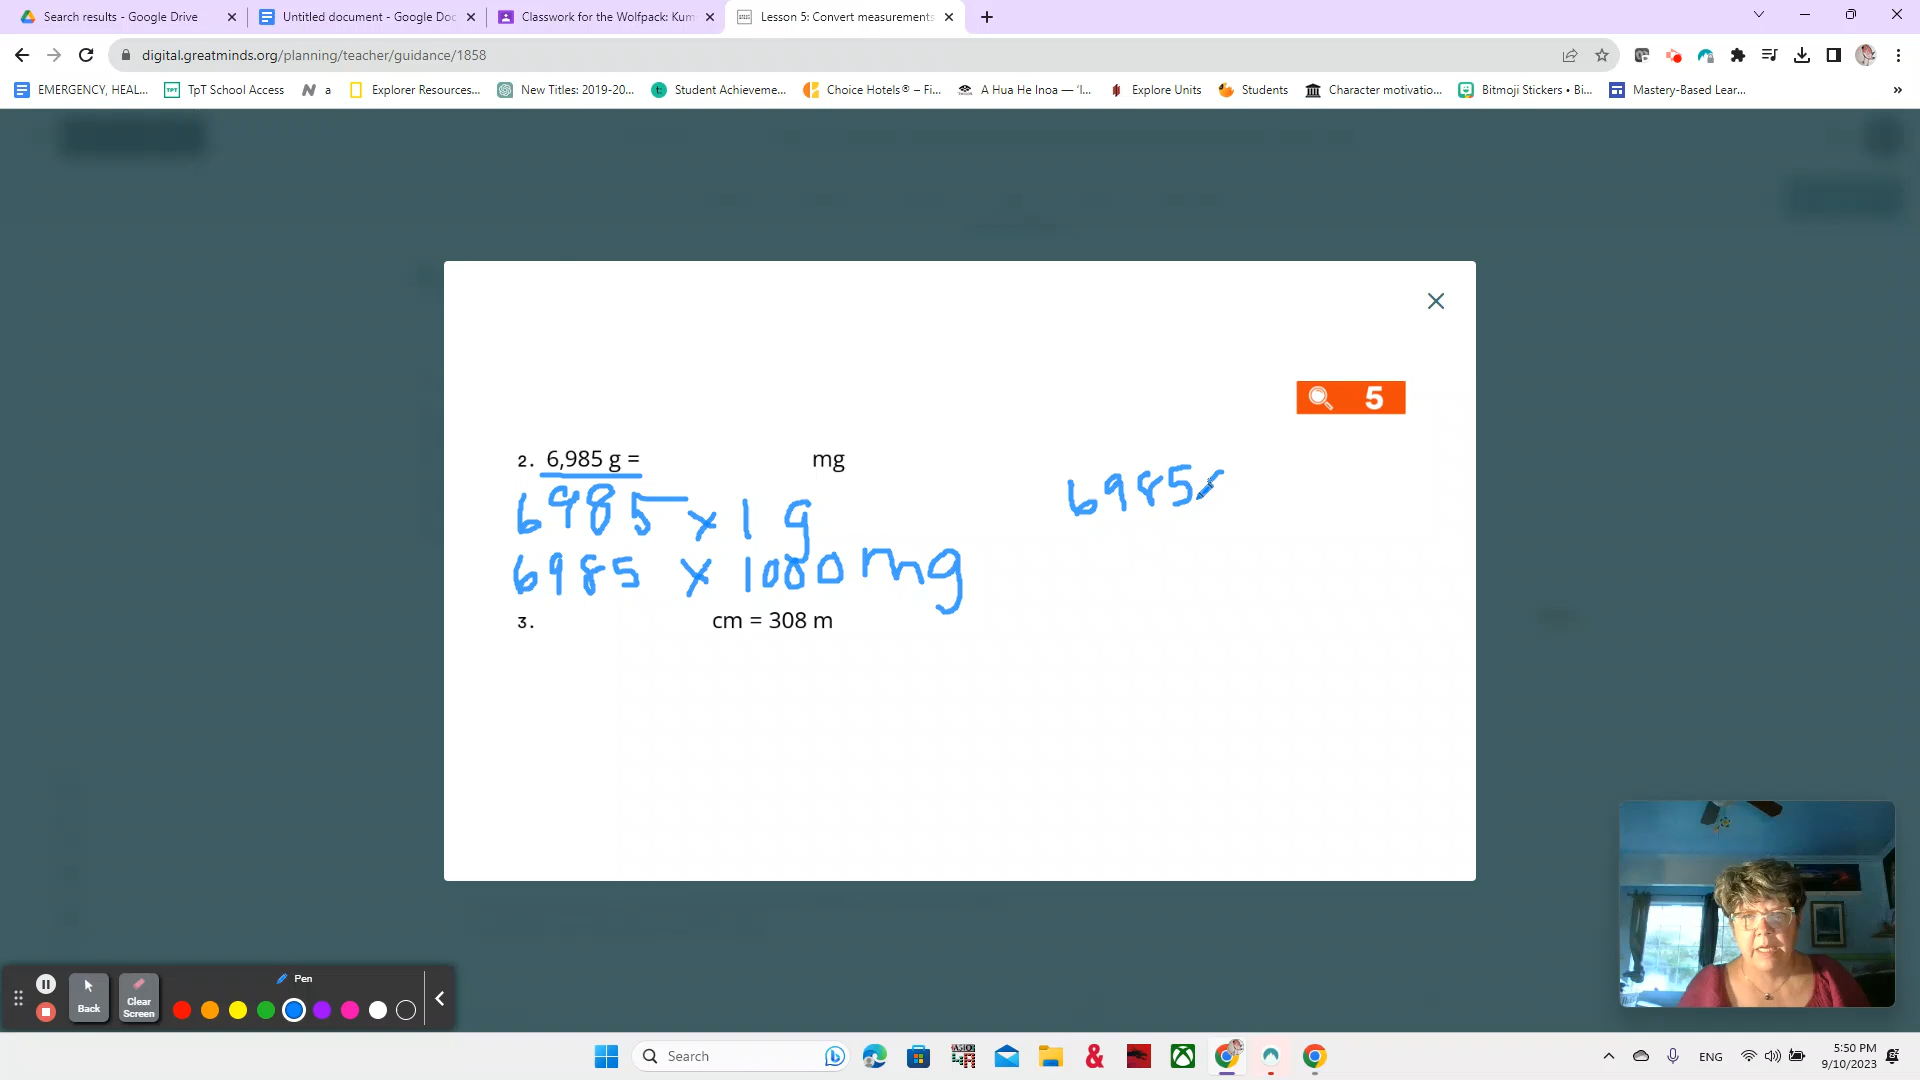 Search results - Google Drive
Untitled document - Google Doc
Classwork for the Wolfpack: Kum
Lesson 5: Convert measurements
digital.greatminds.org/planning/teacher/guidance/1858
EMERGENCY, HEAL...
TPT
TpT School Access
a
Explorer Resources...
New Titles: 2019-20...
Student Achieveme...
Choice Hotels® – Fi...
A Hua He Inoa — 'I...
Explore Units
Students
Character motivatio...
Bitmoji Stickers • Bi...
Mastery-Based Lear...
5
2. 6,985 g = mg
6985 x 1 g
6985
6985 x 1000 mg
3. cm = 308 m
Pen
Back
Clear Screen
Search
ENG
5:50 PM
9/10/2023